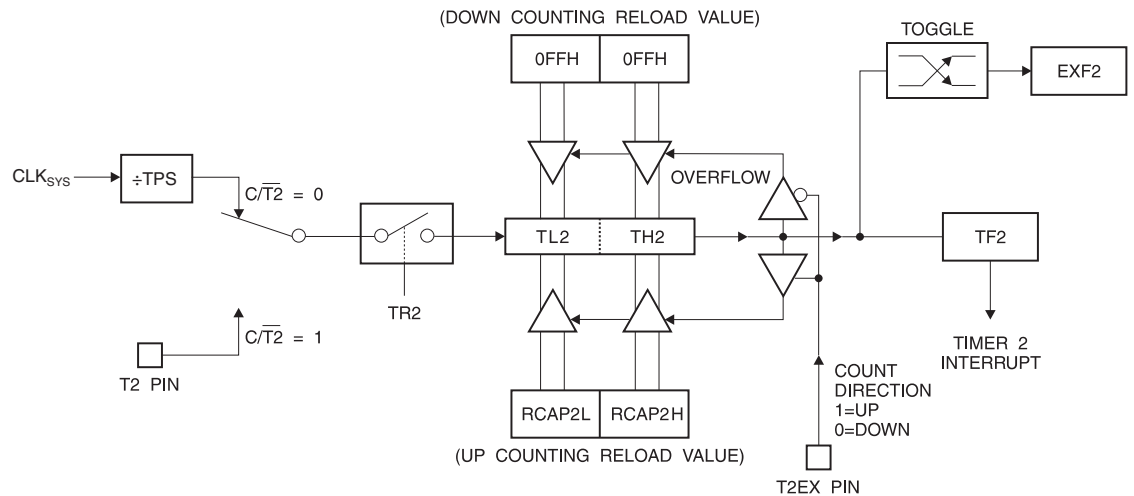 (DOWN COUNTING RELOAD VALUE)
TOGGLE
0FFH 0FFH
EXF2
CLKSYS
÷TPS
C/T2 = 0
OVERFLOW
TL2 TH2
TF2
TR2
C/T2 = 1
T2 PIN
TIMER 2
INTERRUPT
COUNT
DIRECTION
1=UP
0=DOWN
RCAP2L RCAP2H
(UP COUNTING RELOAD VALUE)
T2EX PIN